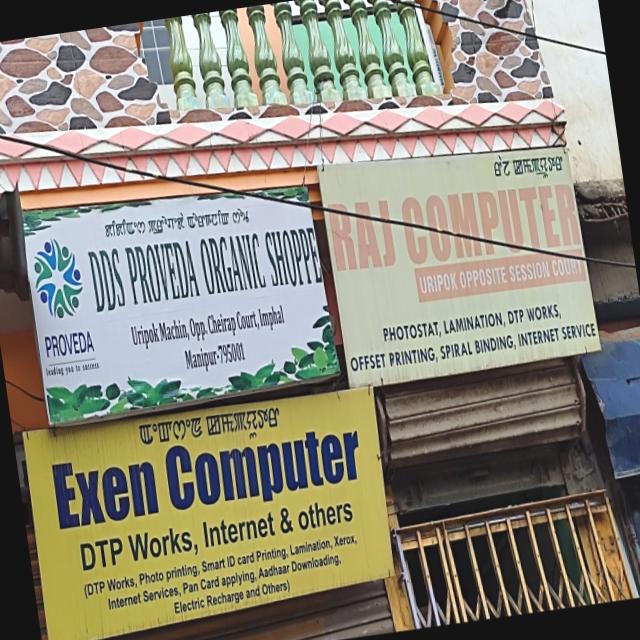 DDS PROVEDA ORGANIC SHOPPE
Uripok Machin, Opp. Cheirap Court, Imphal
Manipur-795001
PROVEDA
leading you to success
RAJ COMPUTER
URIPOK OPPOSITE SESSION COURT
PHOTOSTAT, LAMINATION, DTP WORKS,
OFFSET PRINTING, SPIRAL BINDING, INTERNET SERVICE
Exen Computer
DTP Works, Internet & others
(DTP Works, Photo printing, Smart ID card Printing, Lamination, Xerox,
Internet Services, Pan Card applying, Aadhaar Downloading,
Electric Recharge and Others)